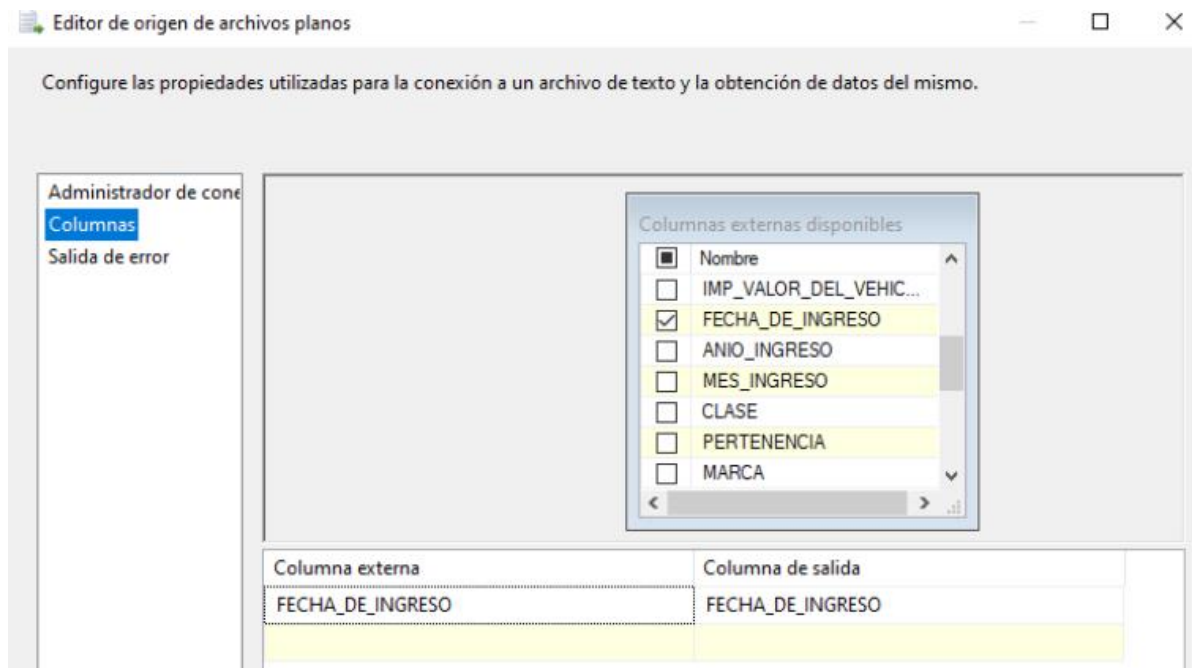 Editor de origen de archivos planos
Configure las propiedades utilizadas para la conexión a un archivo de texto y la obtención de datos del mismo.
Administrador de cone
Columnas
Salida de error
Columnas externas disponibles
Nombre
IMP_VALOR_DEL_VEHIC...
FECHA_DE_INGRESO
ANIO_INGRESO
MES_INGRESO
CLASE
PERTENENCIA
MARCA
Columna externa Columna de salida
FECHA_DE_INGRESO FECHA_DE_INGRESO